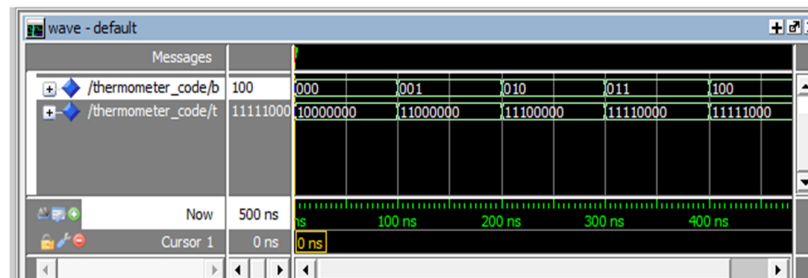 wave - default
Messages
/thermometer_code/b 100 000 001 010 011 100
/thermometer_code/t 11111000 10000000 11000000 11100000 11110000 11111000
Now 500 ns ns 100 ns 200 ns 300 ns 400 ns
Cursor 1 0 ns 0 ns